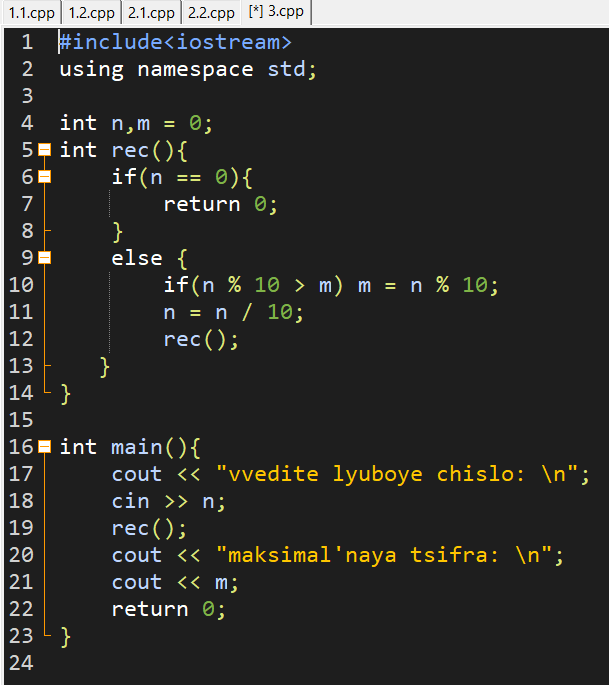 1.1.cpp 1.2.cpp 2.1.cpp 2.2.cpp [*] 3.cpp
1 #include<iostream>
2 using namespace std;
3
4 int n,m = 0;
5 int rec(){
6 if(n == 0){
7 return 0;
8 }
9 else {
10 if(n % 10 > m) m = n % 10;
11 n = n / 10;
12 rec();
13 }
14 }
15
16 int main(){
17 cout << "vvedite lyuboye chislo: \n";
18 cin >> n;
19 rec();
20 cout << "maksimal'naya tsifra: \n";
21 cout << m;
22 return 0;
23 }
24